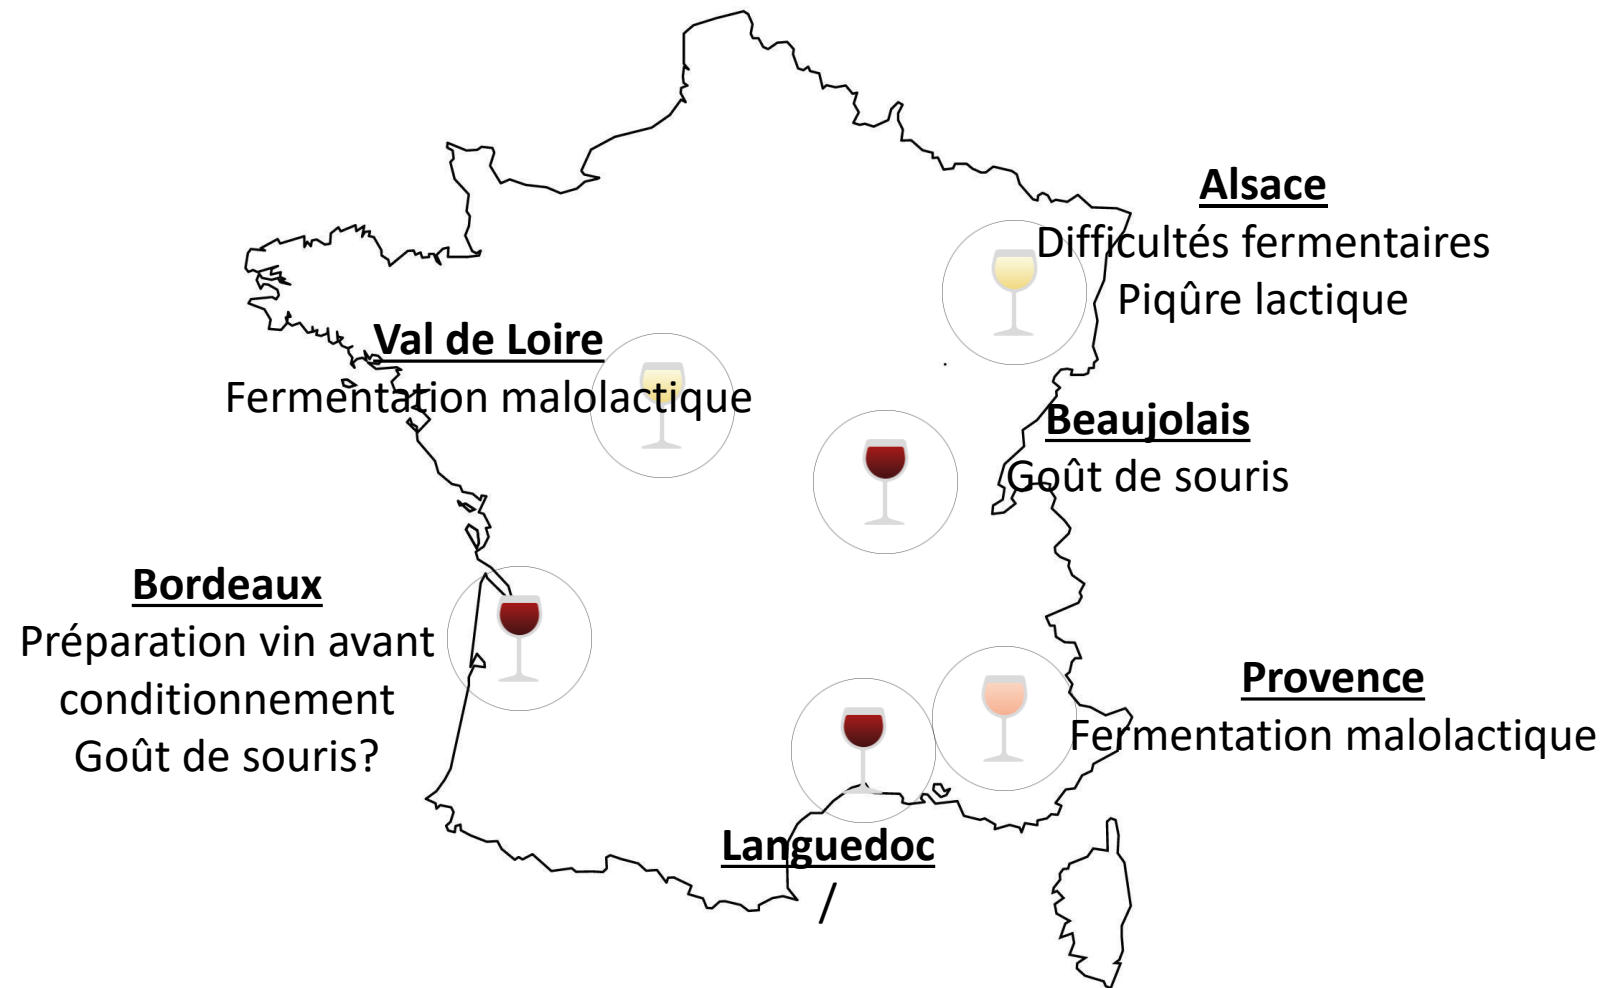 Alsace
Difficultés fermentaires
Piqûre lactique
Val de Loire
Fermentation malolactique
Beaujolais
Goût de souris
Bordeaux
Préparation vin avant
conditionnement
Goût de souris?
Provence
Fermentation malolactique
Languedoc
/